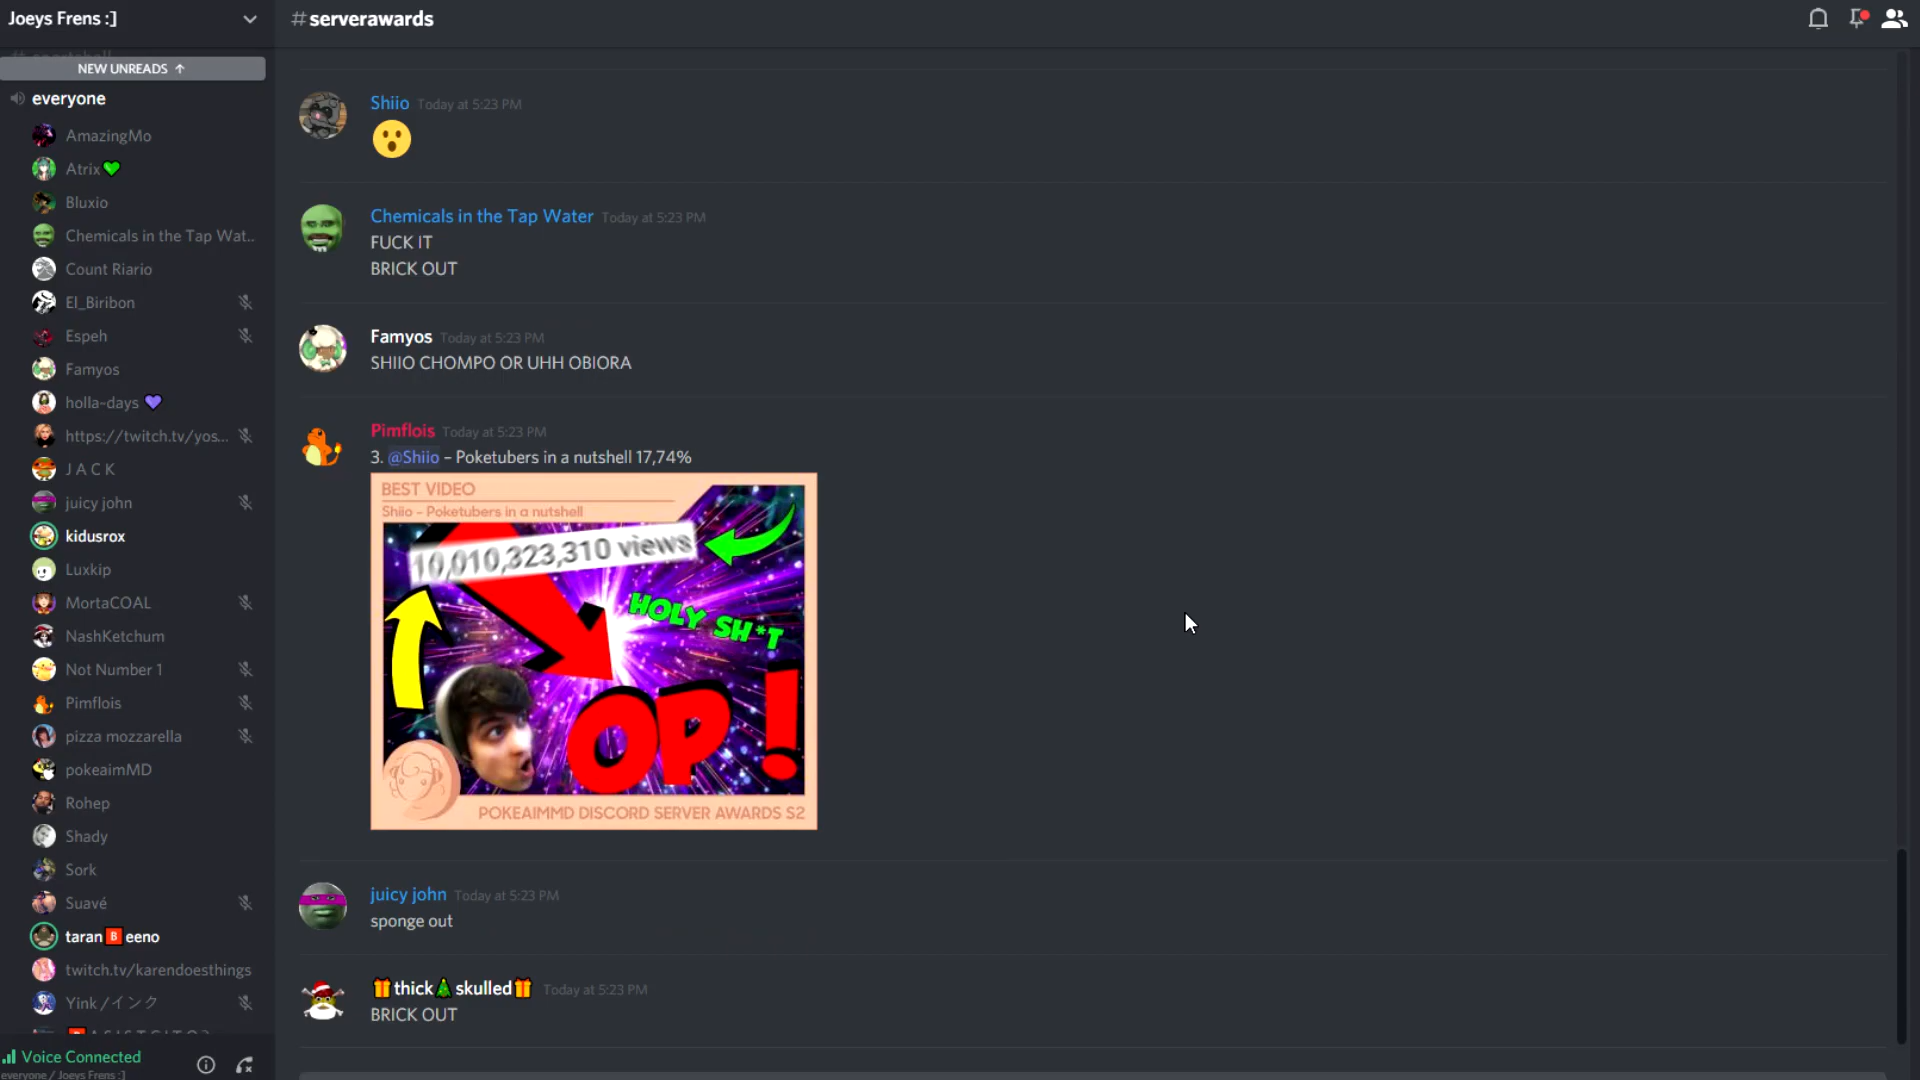 Joeys Frens :]
NEW UNREADS ↑
everyone
AmazingMo
Atrix💚
Bluxio
Chemicals in the Tap Wat..
Count Riario
El_Biribon
Espeh
Famyos
holla-days 💜
https://twitch.tv/yos...
J A C K
juicy john
kidusrox
Luxkip
MortaCOAL
NashKetchum
Not Number 1
Pimflois
pizza mozzarella
pokeaimMD
Rohep
Shady
Sork
Suavé
taran🅱eeno
twitch.tv/karendoesthings
Yink /インク
Voice Connected
everyone / Joeys Frens :]
#serverawards
Shiio Today at 5:23 PM
😮
Chemicals in the Tap Water Today at 5:23 PM
FUCK IT
BRICK OUT
Famyos Today at 5:23 PM
SHIIO CHOMPO OR UHH OBIORA
Pimflois Today at 5:23 PM
3. @Shiio – Poketubers in a nutshell 17,74%
BEST VIDEO
Shiio - Poketubers in a nutshell
10,010,323,310 views
HOLY SH*T
OP!
POKEAIMMD DISCORD SERVER AWARDS S2
juicy john Today at 5:23 PM
sponge out
🎁thick🎄skulled🎁 Today at 5:23 PM
BRICK OUT